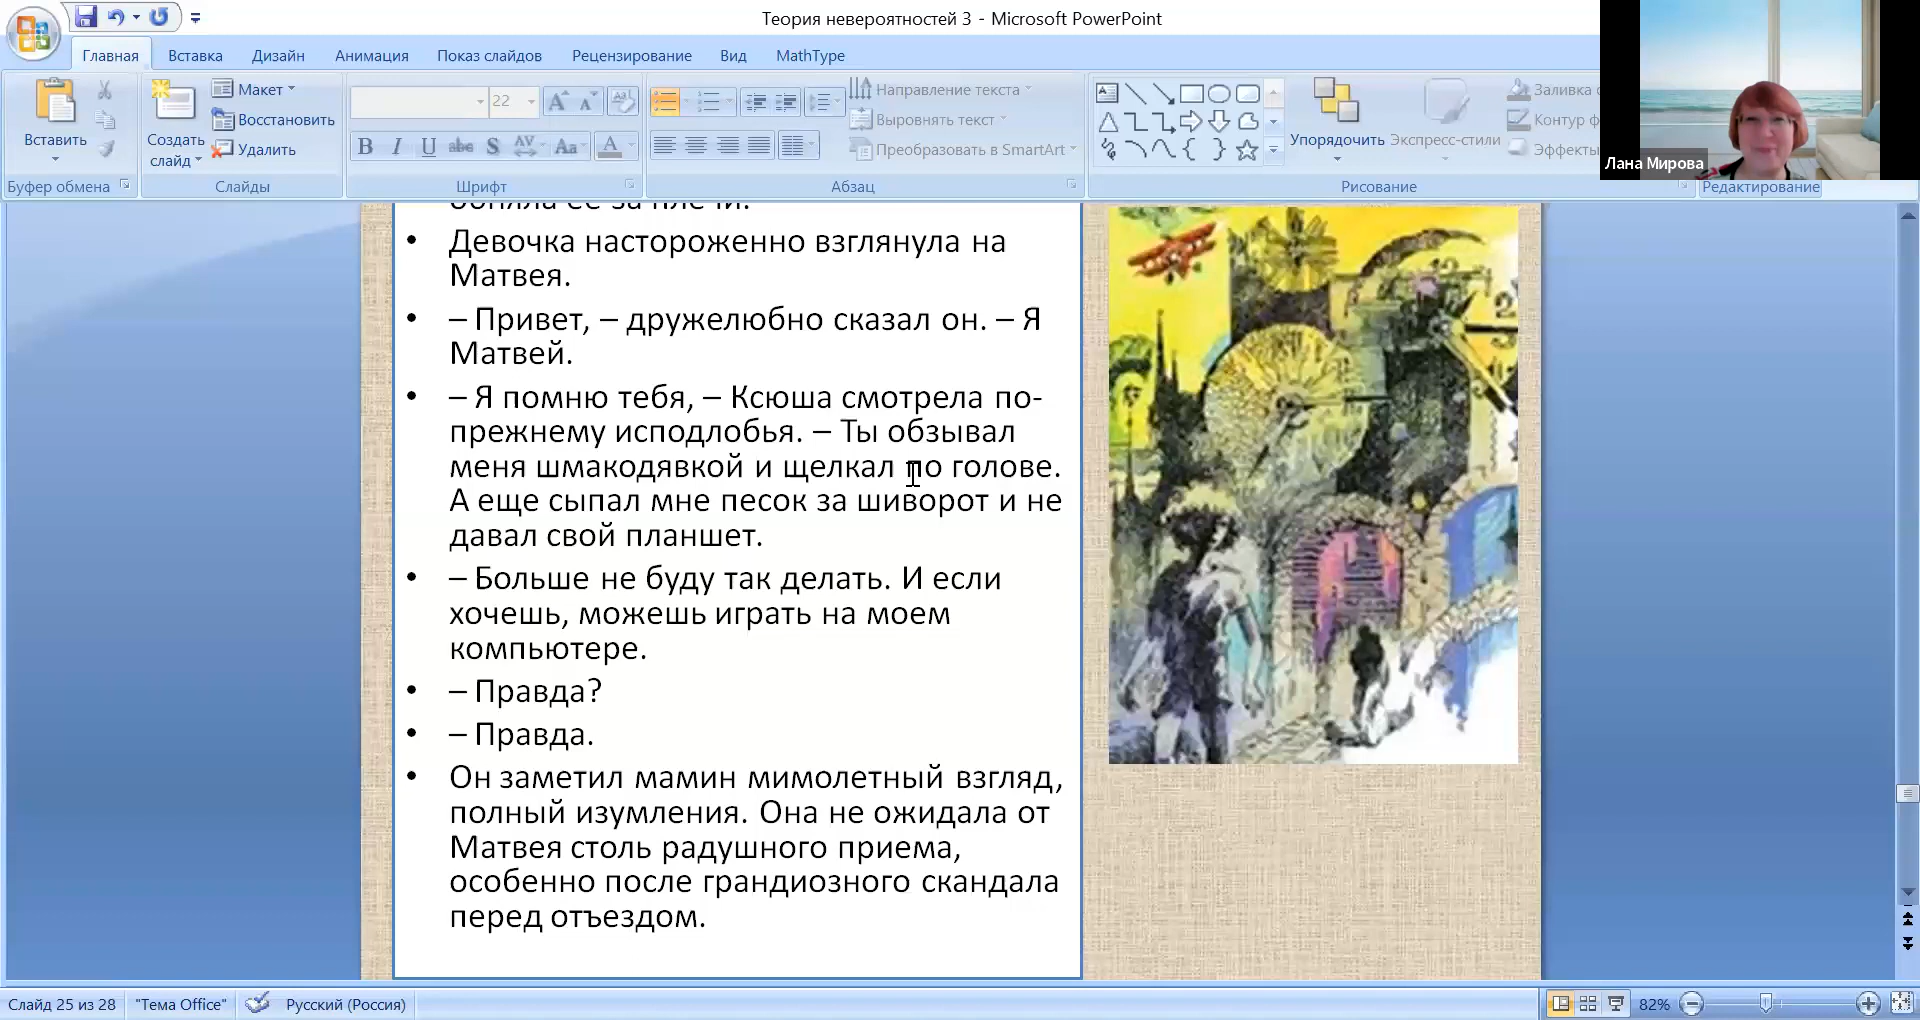 Теория невероятностей 3 - Microsoft PowerPoint
Главная Вставка Дизайн Анимация Показ слайдов Рецензирование Вид MathType
Вставить
Буфер обмена
Создать слайд
Макет
Восстановить
Удалить
Слайды
22
Шрифт
Направление текста
Выровнять текст
Преобразовать в SmartArt
Абзац
Упорядочить
Экспресс-стили
Заливка
Контур ф
Эффекты
Рисование
Редактирование
Лана Мирова
обняла ее за плечи.
• Девочка настороженно взглянула на
Матвея.
• – Привет, – дружелюбно сказал он. – Я
Матвей.
• – Я помню тебя, – Ксюша смотрела по-
прежнему исподлобья. – Ты обзывал
меня шмакодявкой и щелкал по голове.
А еще сыпал мне песок за шиворот и не
давал свой планшет.
• – Больше не буду так делать. И если
хочешь, можешь играть на моем
компьютере.
• – Правда?
• – Правда.
• Он заметил мамин мимолетный взгляд,
полный изумления. Она не ожидала от
Матвея столь радушного приема,
особенно после грандиозного скандала
перед отъездом.
Слайд 25 из 28 "Тема Office" Русский (Россия) 82%